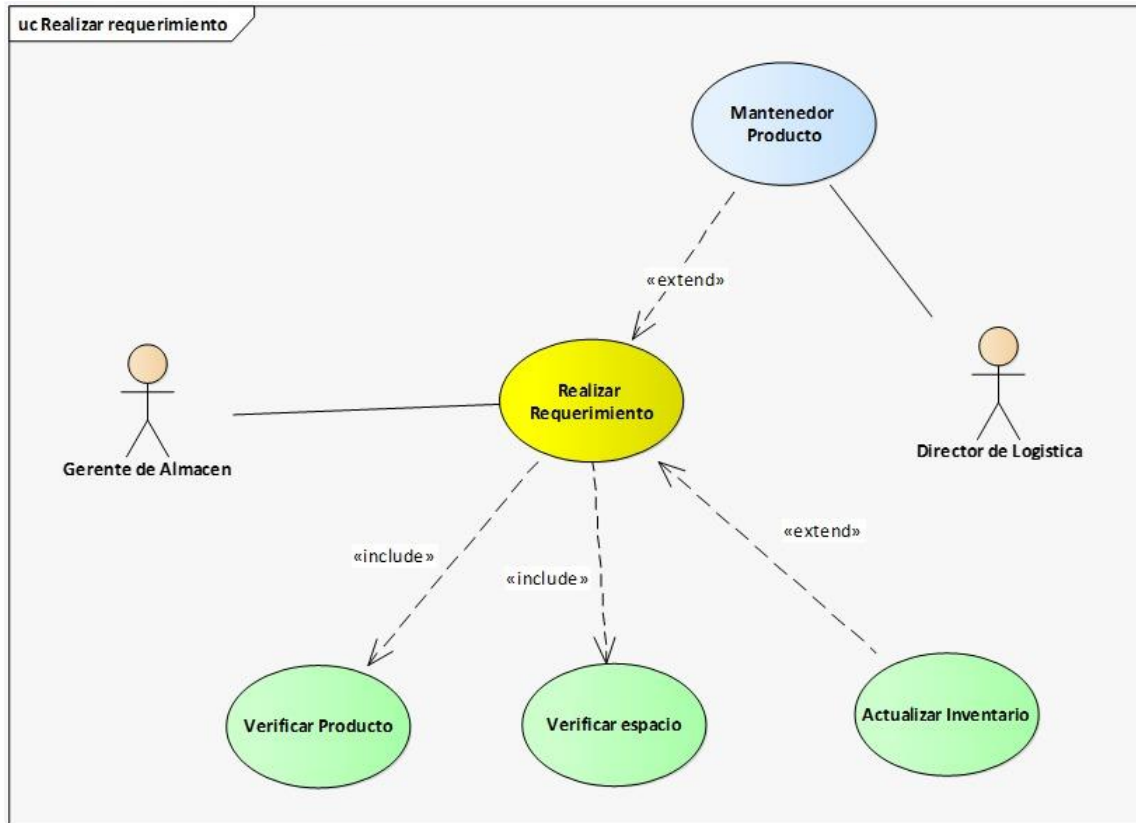 uc Realizar requerimiento
Mantenedor
Producto
«extend»
Realizar
Requerimiento
Gerente de Almacen
Director de Logistica
«extend»
«include»
«include»
Verificar Producto
Verificar espacio
Actualizar Inventario